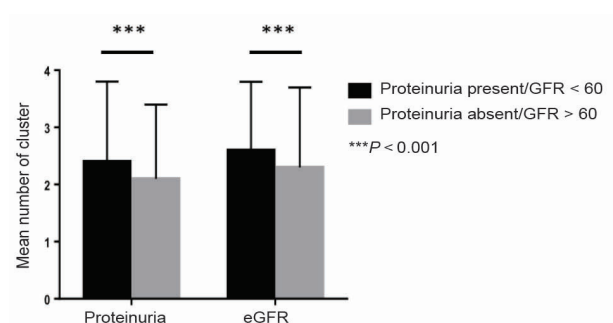 *** ***
4
3
2
1
0
Mean number of cluster
Proteinuria eGFR
Proteinuria present/GFR < 60
Proteinuria absent/GFR > 60
***P < 0.001